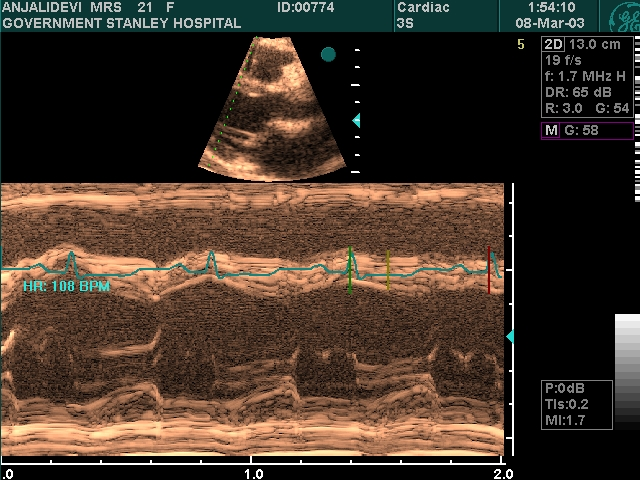 ANJALIDEVI MRS 21 F ID:00774 Cardiac 1:54:10
GOVERNMENT STANLEY HOSPITAL 3S 08-Mar-03
5
2D 13.0 cm
19 f/s
f: 1.7 MHz H
DR: 65 dB
R: 3.0 G: 54
M G: 58
HR: 108 BPM
P:0dB
TIs:0.2
MI:1.7
.0 1.0 2.0